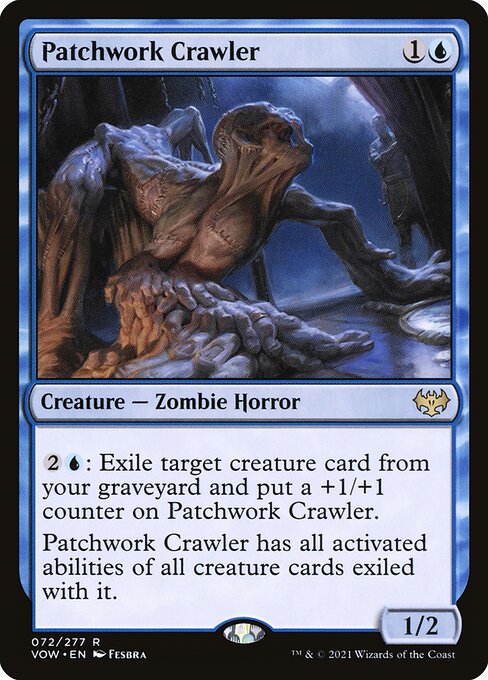 Patchwork Crawler 1
Creature — Zombie Horror
2: Exile target creature card from
your graveyard and put a +1/+1
counter on Patchwork Crawler.
Patchwork Crawler has all activated
abilities of all creature cards exiled
with it.
1/2
072/277 R
VOW • EN Fesbra
™ & © 2021 Wizards of the Coast